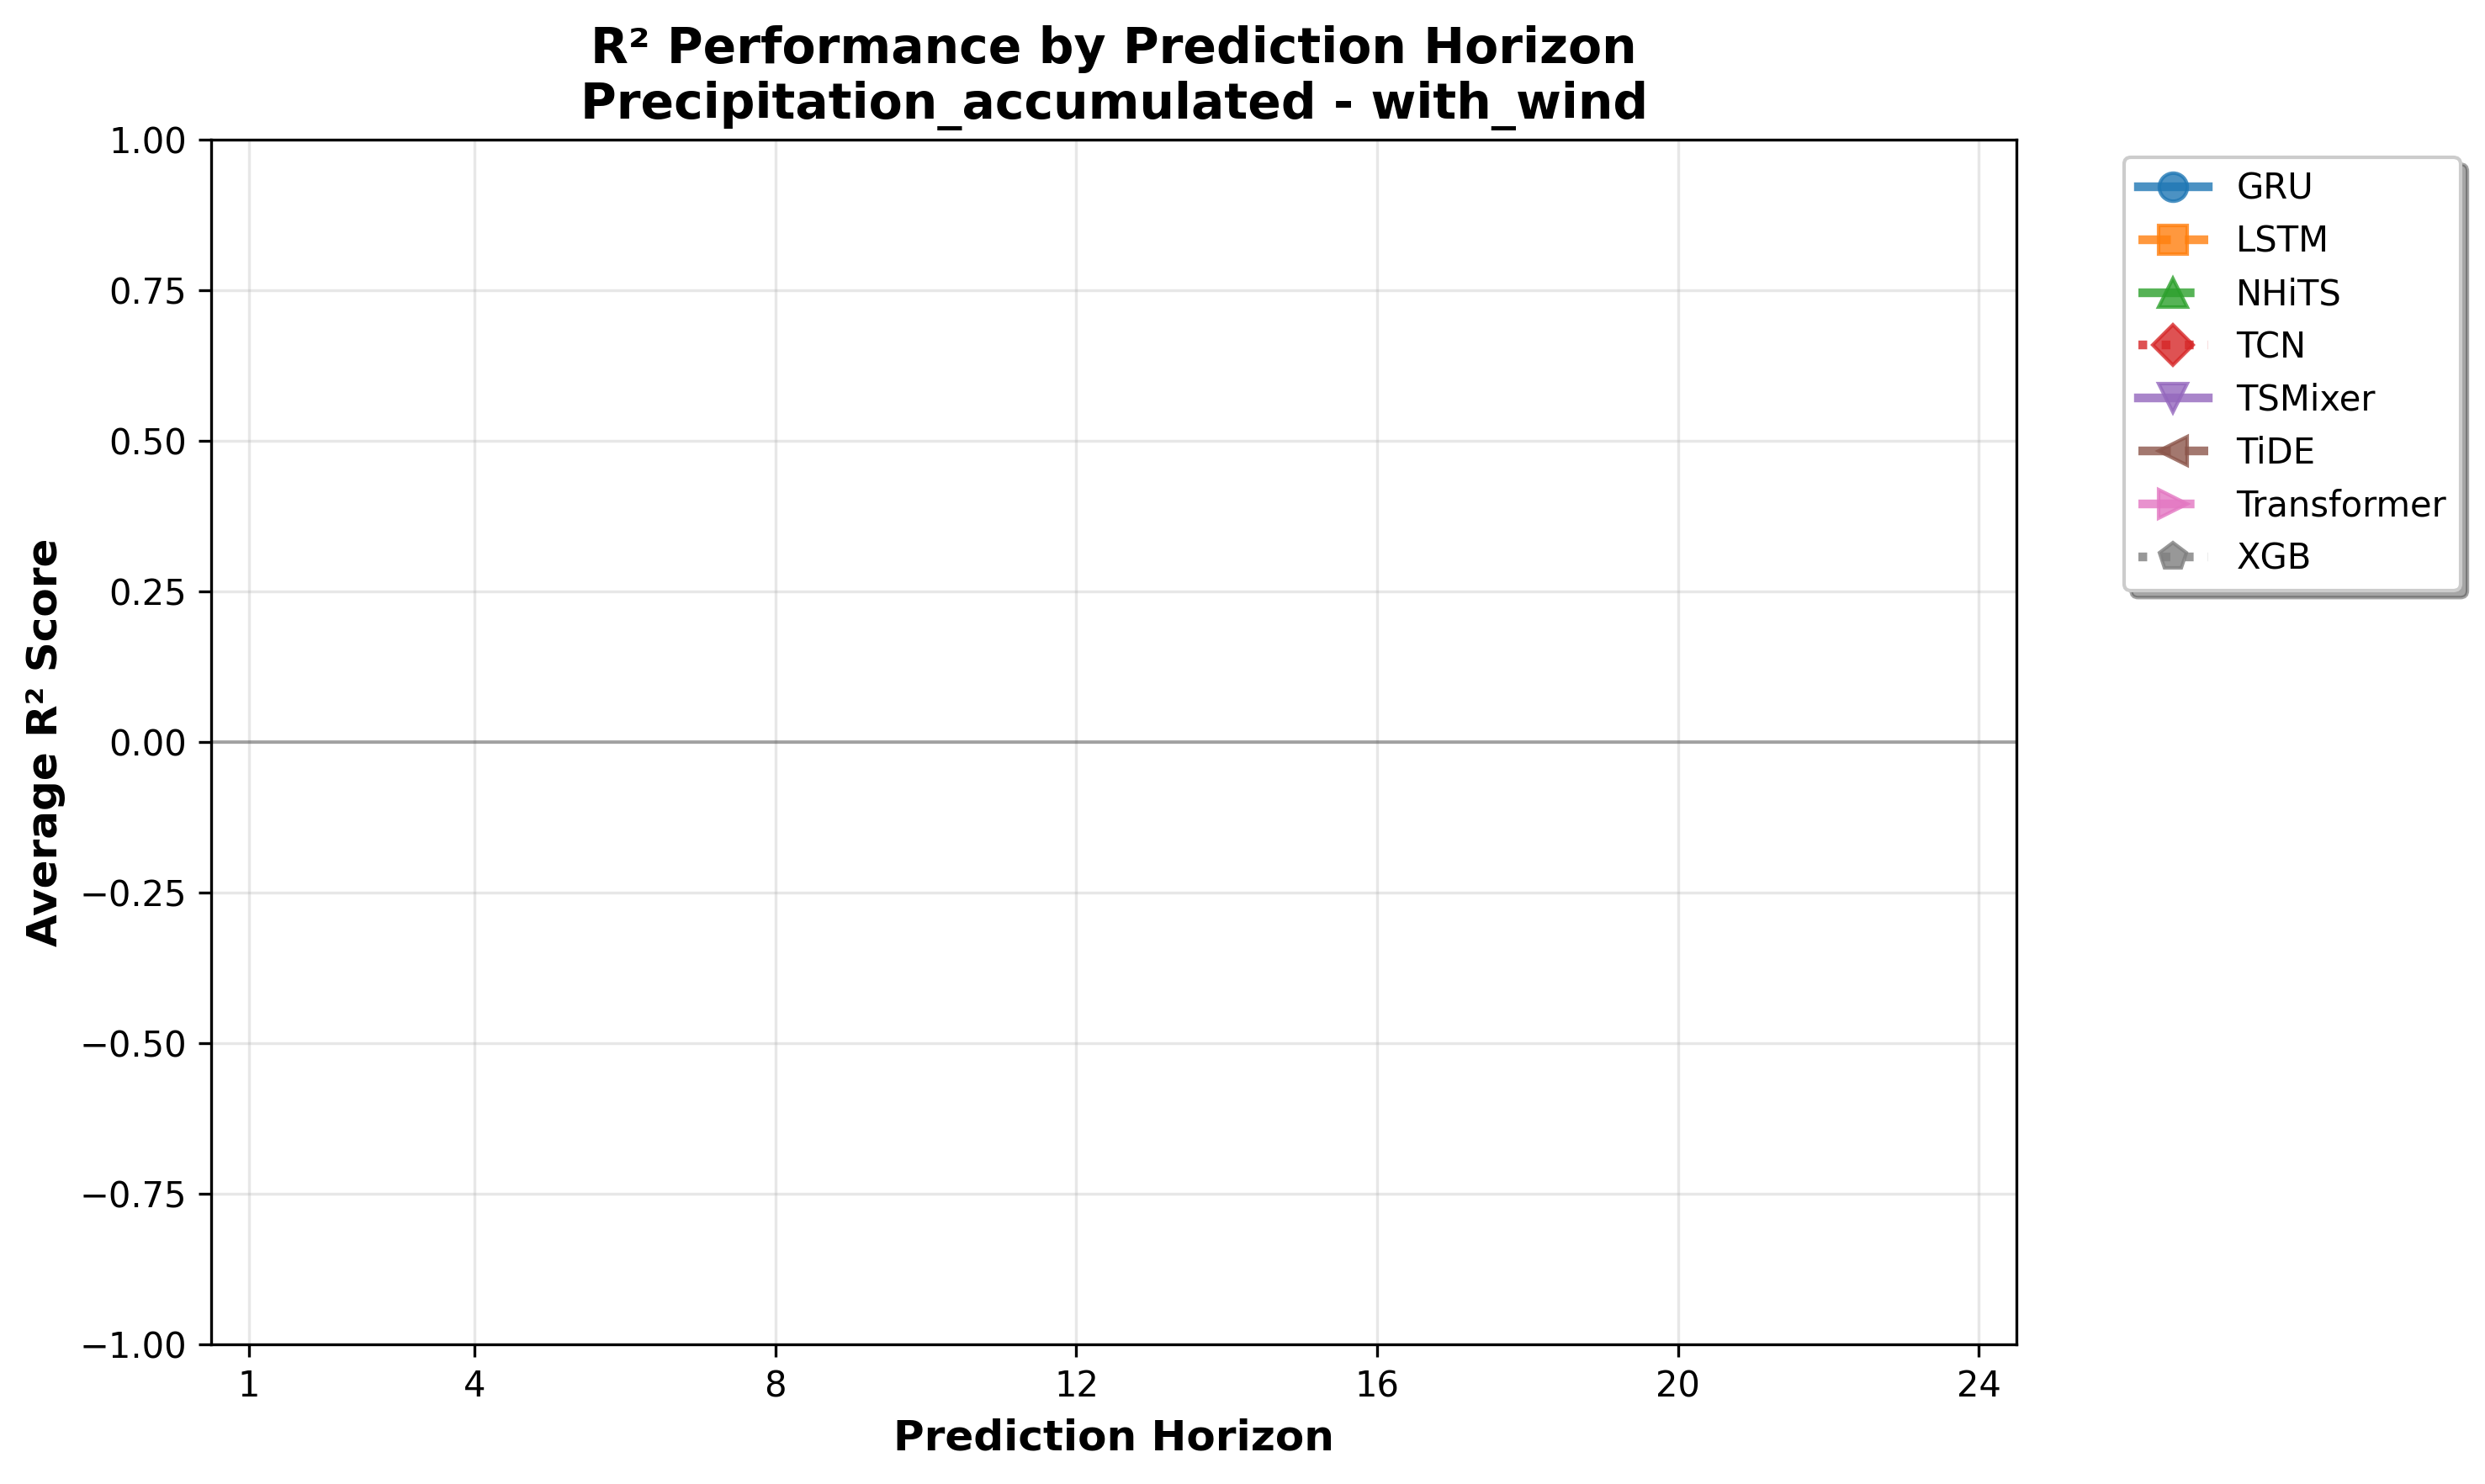 R² Performance by Prediction Horizon
Precipitation_accumulated - with_wind
1.00
0.75
0.50
0.25
0.00
−0.25
−0.50
−0.75
−1.00
Average R² Score
1 4 8 12 16 20 24
Prediction Horizon
GRU
LSTM
NHiTS
TCN
TSMixer
TiDE
Transformer
XGB